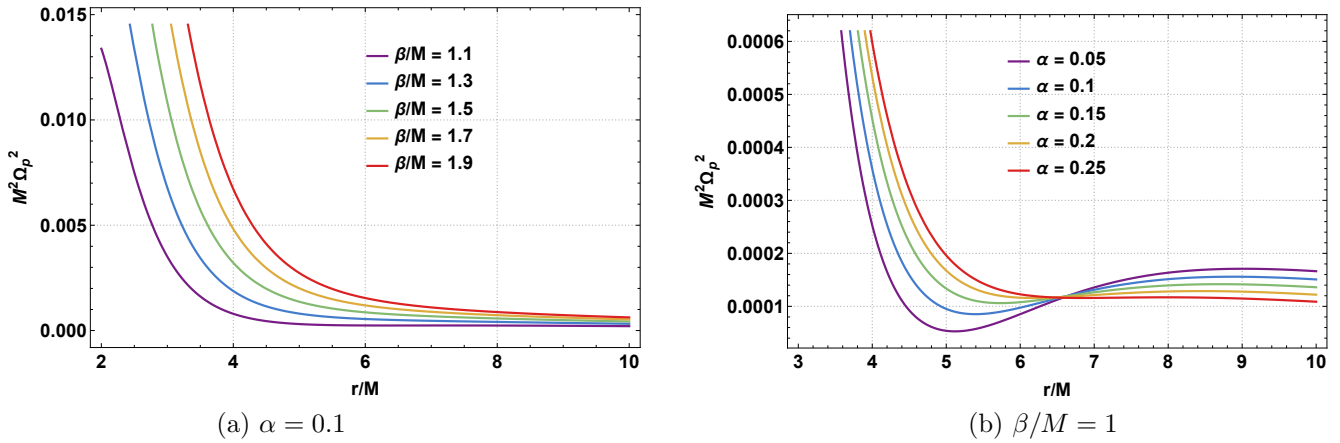 0.015
0.010
0.005
0.000
M²Ωₚ²
β/M = 1.1
β/M = 1.3
β/M = 1.5
β/M = 1.7
β/M = 1.9
2 4 6 8 10
r/M
(a) α = 0.1
0.0006
0.0005
0.0004
0.0003
0.0002
0.0001
M²Ωₚ²
α = 0.05
α = 0.1
α = 0.15
α = 0.2
α = 0.25
3 4 5 6 7 8 9 10
r/M
(b) β/M = 1